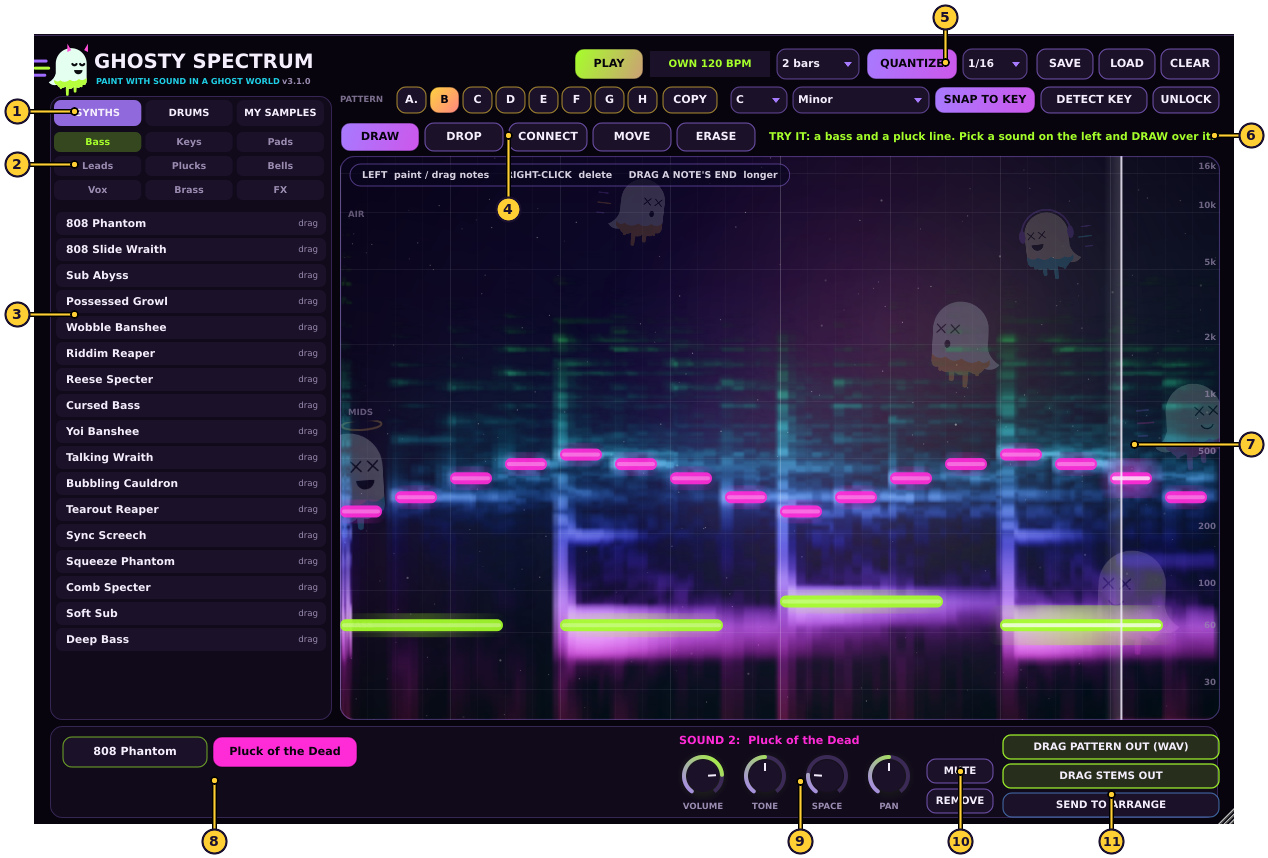 5
GHOSTY SPECTRUM
PAINT WITH SOUND IN A GHOST WORLD v3.1.0
PLAY OWN 120 BPM 2 bars QUANTIZE 1/16 SAVE LOAD CLEAR
PATTERN A. B C D E F G H COPY C Minor SNAP TO KEY DETECT KEY UNLOCK
1
SYNTHS DRUMS MY SAMPLES
DRAW DROP CONNECT MOVE ERASE TRY IT: a bass and a pluck line. Pick a sound on the left and DRAW over it
6
Bass Keys Pads
2
Leads Plucks Bells
Vox Brass FX
LEFT paint / drag notes RIGHT-CLICK delete DRAG A NOTE'S END longer
4
3
808 Phantom drag
808 Slide Wraith drag
Sub Abyss drag
Possessed Growl drag
Wobble Banshee drag
Riddim Reaper drag
Reese Specter drag
Cursed Bass drag
Yoi Banshee drag
Talking Wraith drag
Bubbling Cauldron drag
Tearout Reaper drag
Sync Screech drag
Squeeze Phantom drag
Comb Specter drag
Soft Sub drag
Deep Bass drag
AIR
MIDS
16k
10k
5k
2k
1k
500
200
100
60
30
7
808 Phantom Pluck of the Dead
8
SOUND 2: Pluck of the Dead
VOLUME TONE SPACE PAN
9
MUTE
REMOVE
10
DRAG PATTERN OUT (WAV)
DRAG STEMS OUT
SEND TO ARRANGE
11